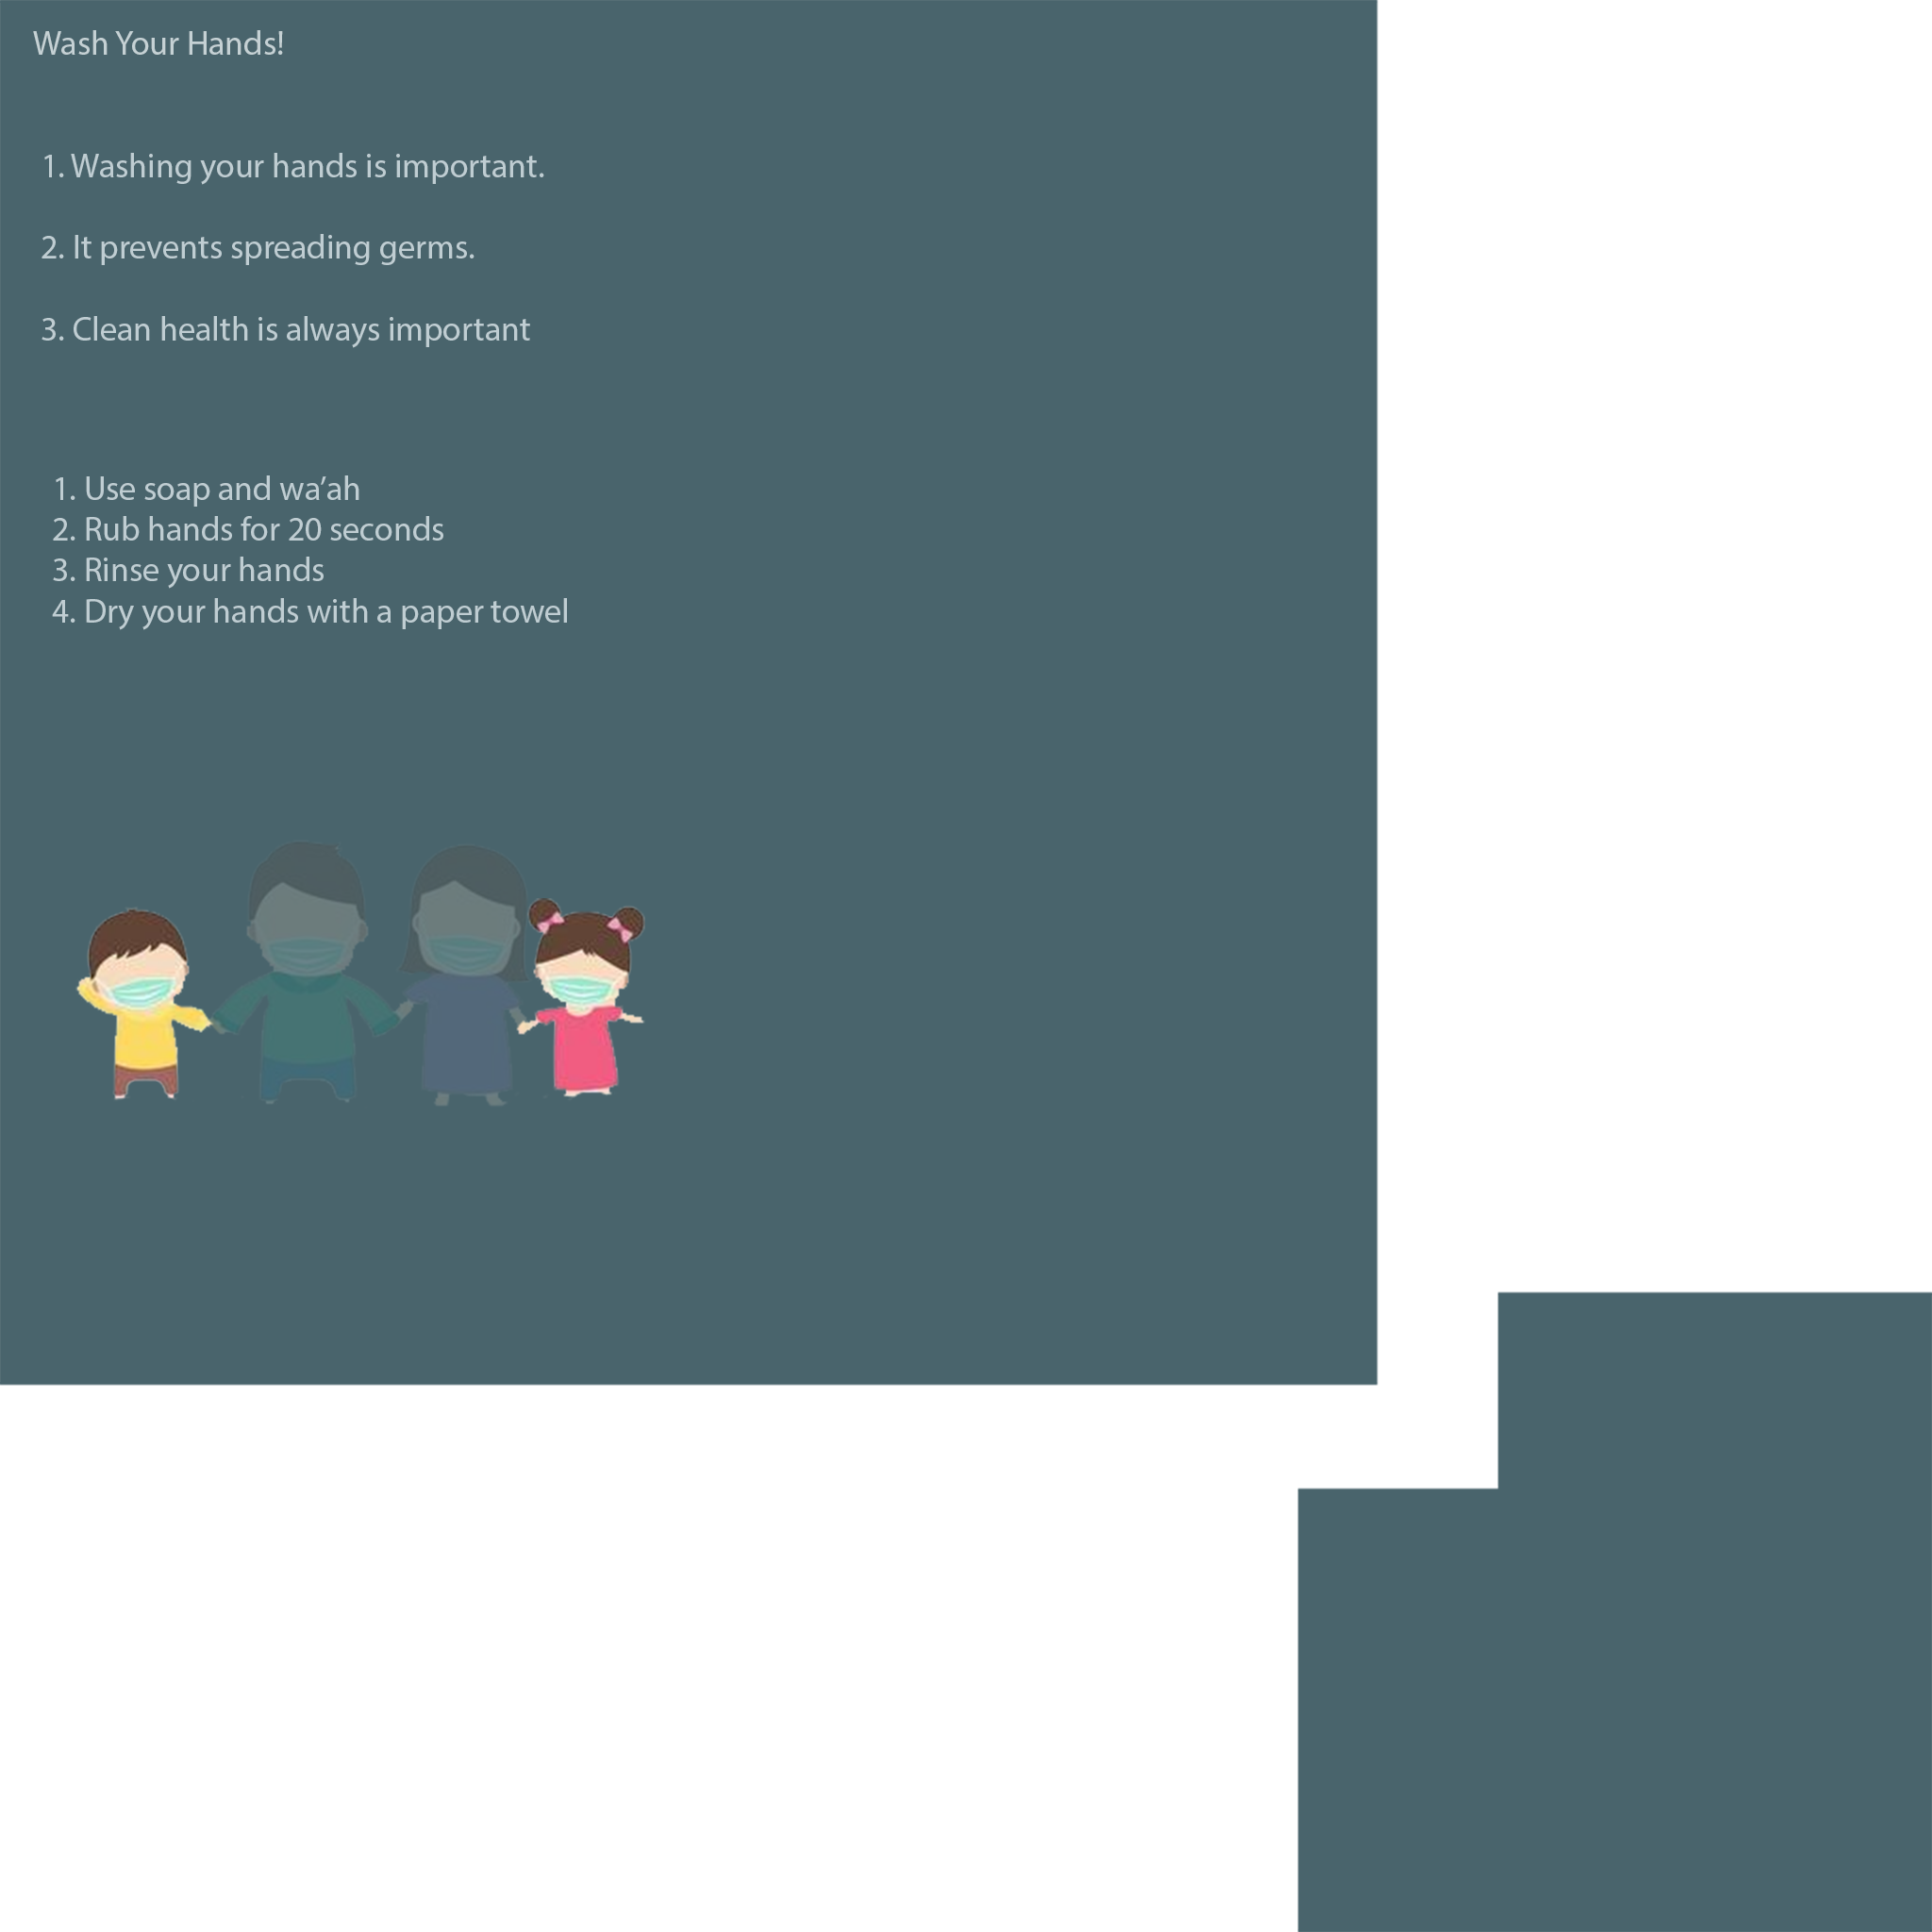 Wash Your Hands!
1. Washing your hands is important.
2. It prevents spreading germs.
3. Clean health is always important
1. Use soap and wa’ah
2. Rub hands for 20 seconds
3. Rinse your hands
4. Dry your hands with a paper towel